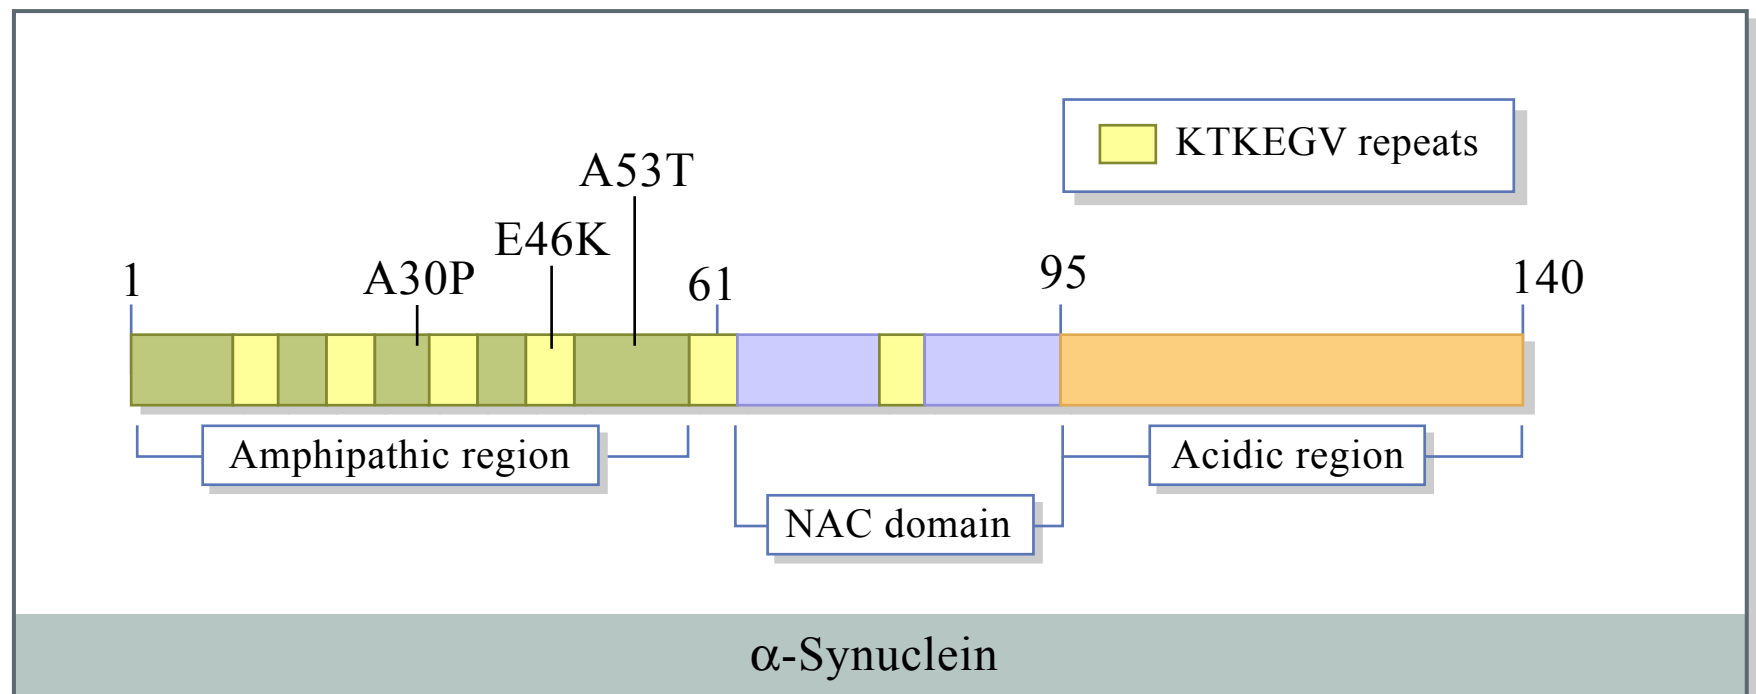 KTKEGV repeats
A53T
E46K
1
A30P
61
95
140
Amphipathic region
Acidic region
NAC domain
α-Synuclein